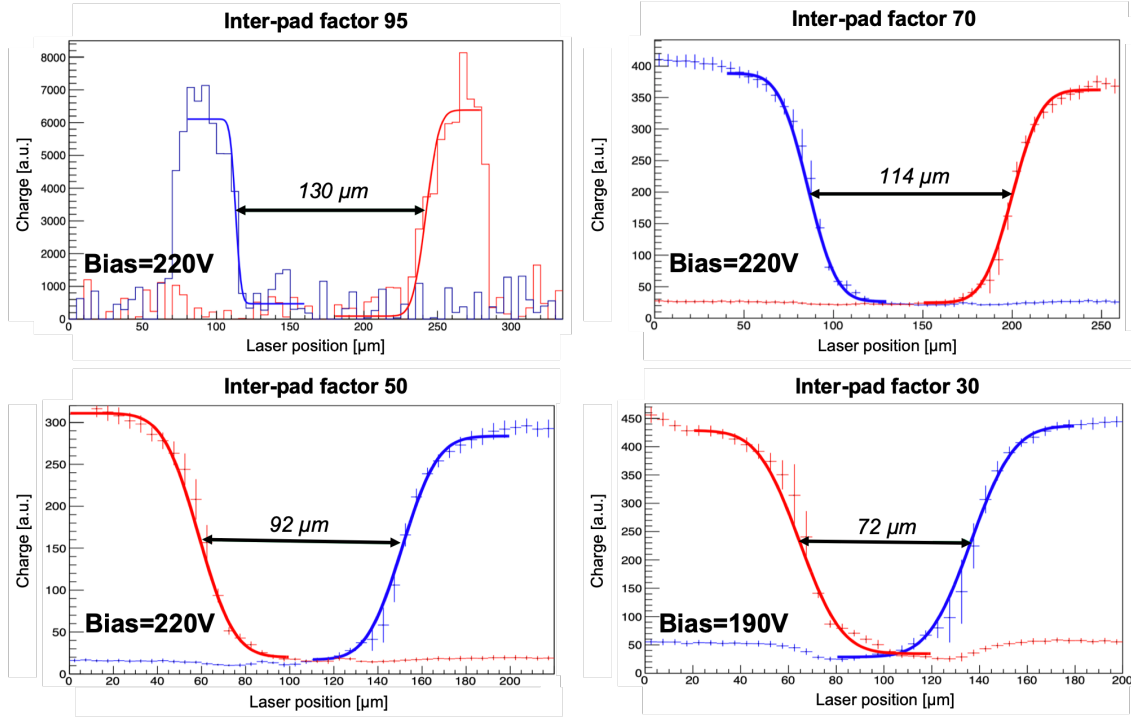 Inter-pad factor 95
8000
7000
6000
5000
4000
3000
2000
1000
0
Charge [a.u.]
130 µm
Bias=220V
0 50 100 150 200 250 300
Laser position [µm]
Inter-pad factor 70
400
350
300
250
200
150
100
50
0
Charge [a.u.]
114 µm
Bias=220V
0 50 100 150 200 250
Laser position [µm]
Inter-pad factor 50
300
250
200
150
100
50
0
Charge [a.u.]
92 µm
Bias=220V
0 20 40 60 80 100 120 140 160 180 200
Laser position [µm]
Inter-pad factor 30
450
400
350
300
250
200
150
100
50
0
Charge [a.u.]
72 µm
Bias=190V
0 20 40 60 80 100 120 140 160 180 200
Laser position [µm]